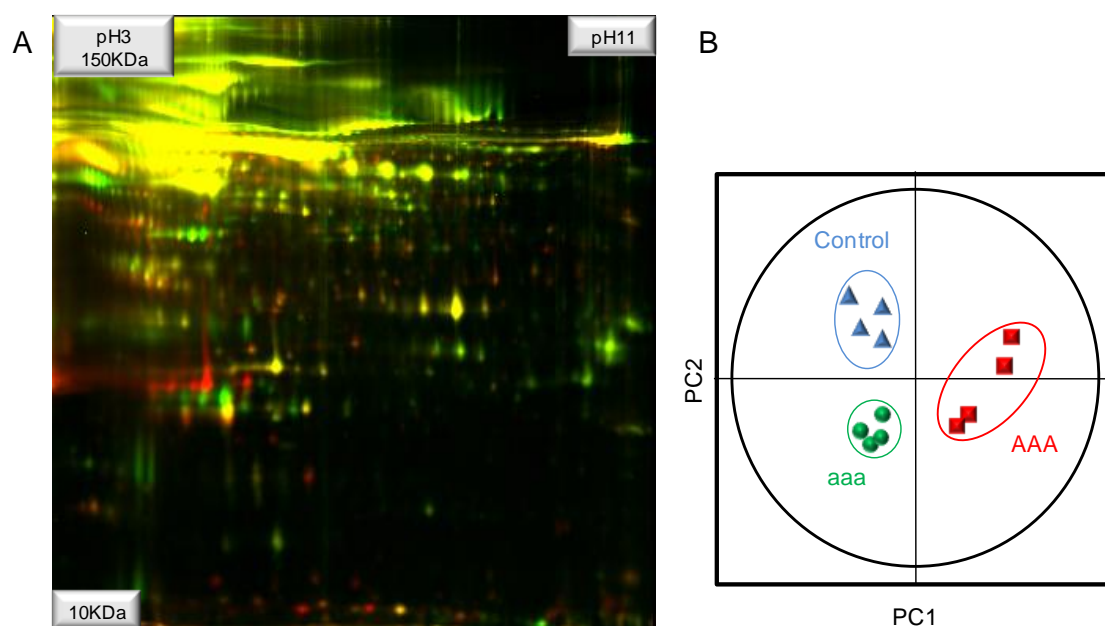 A
pH3
150KDa
pH11
10KDa
B
Control
aaa
AAA
PC2
PC1